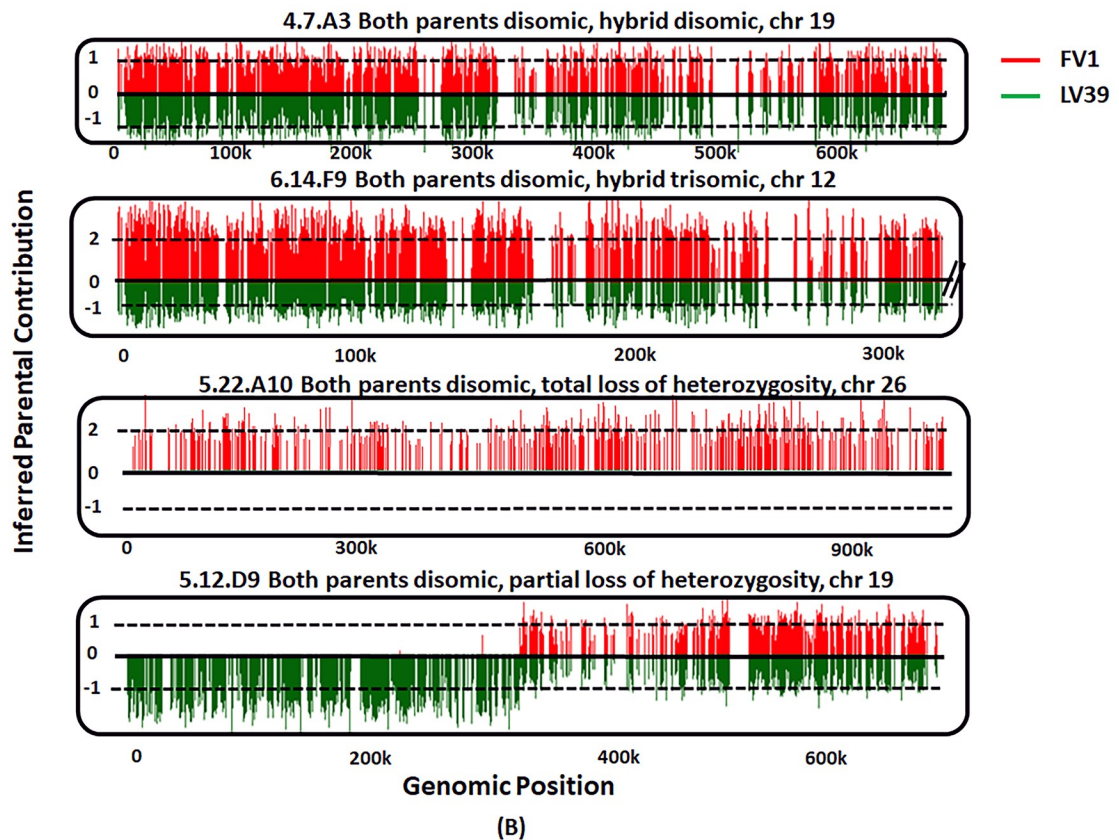 4.7.A3 Both parents disomic, hybrid disomic, chr 19
1
0
-1
0 100k 200k 300k 400k 500k 600k
FV1
LV39
6.14.F9 Both parents disomic, hybrid trisomic, chr 12
2
0
-1
0 100k 200k 300k
5.22.A10 Both parents disomic, total loss of heterozygosity, chr 26
2
0
-1
0 300k 600k 900k
5.12.D9 Both parents disomic, partial loss of heterozygosity, chr 19
1
0
-1
0 200k 400k 600k
Inferred Parental Contribution
Genomic Position
(B)